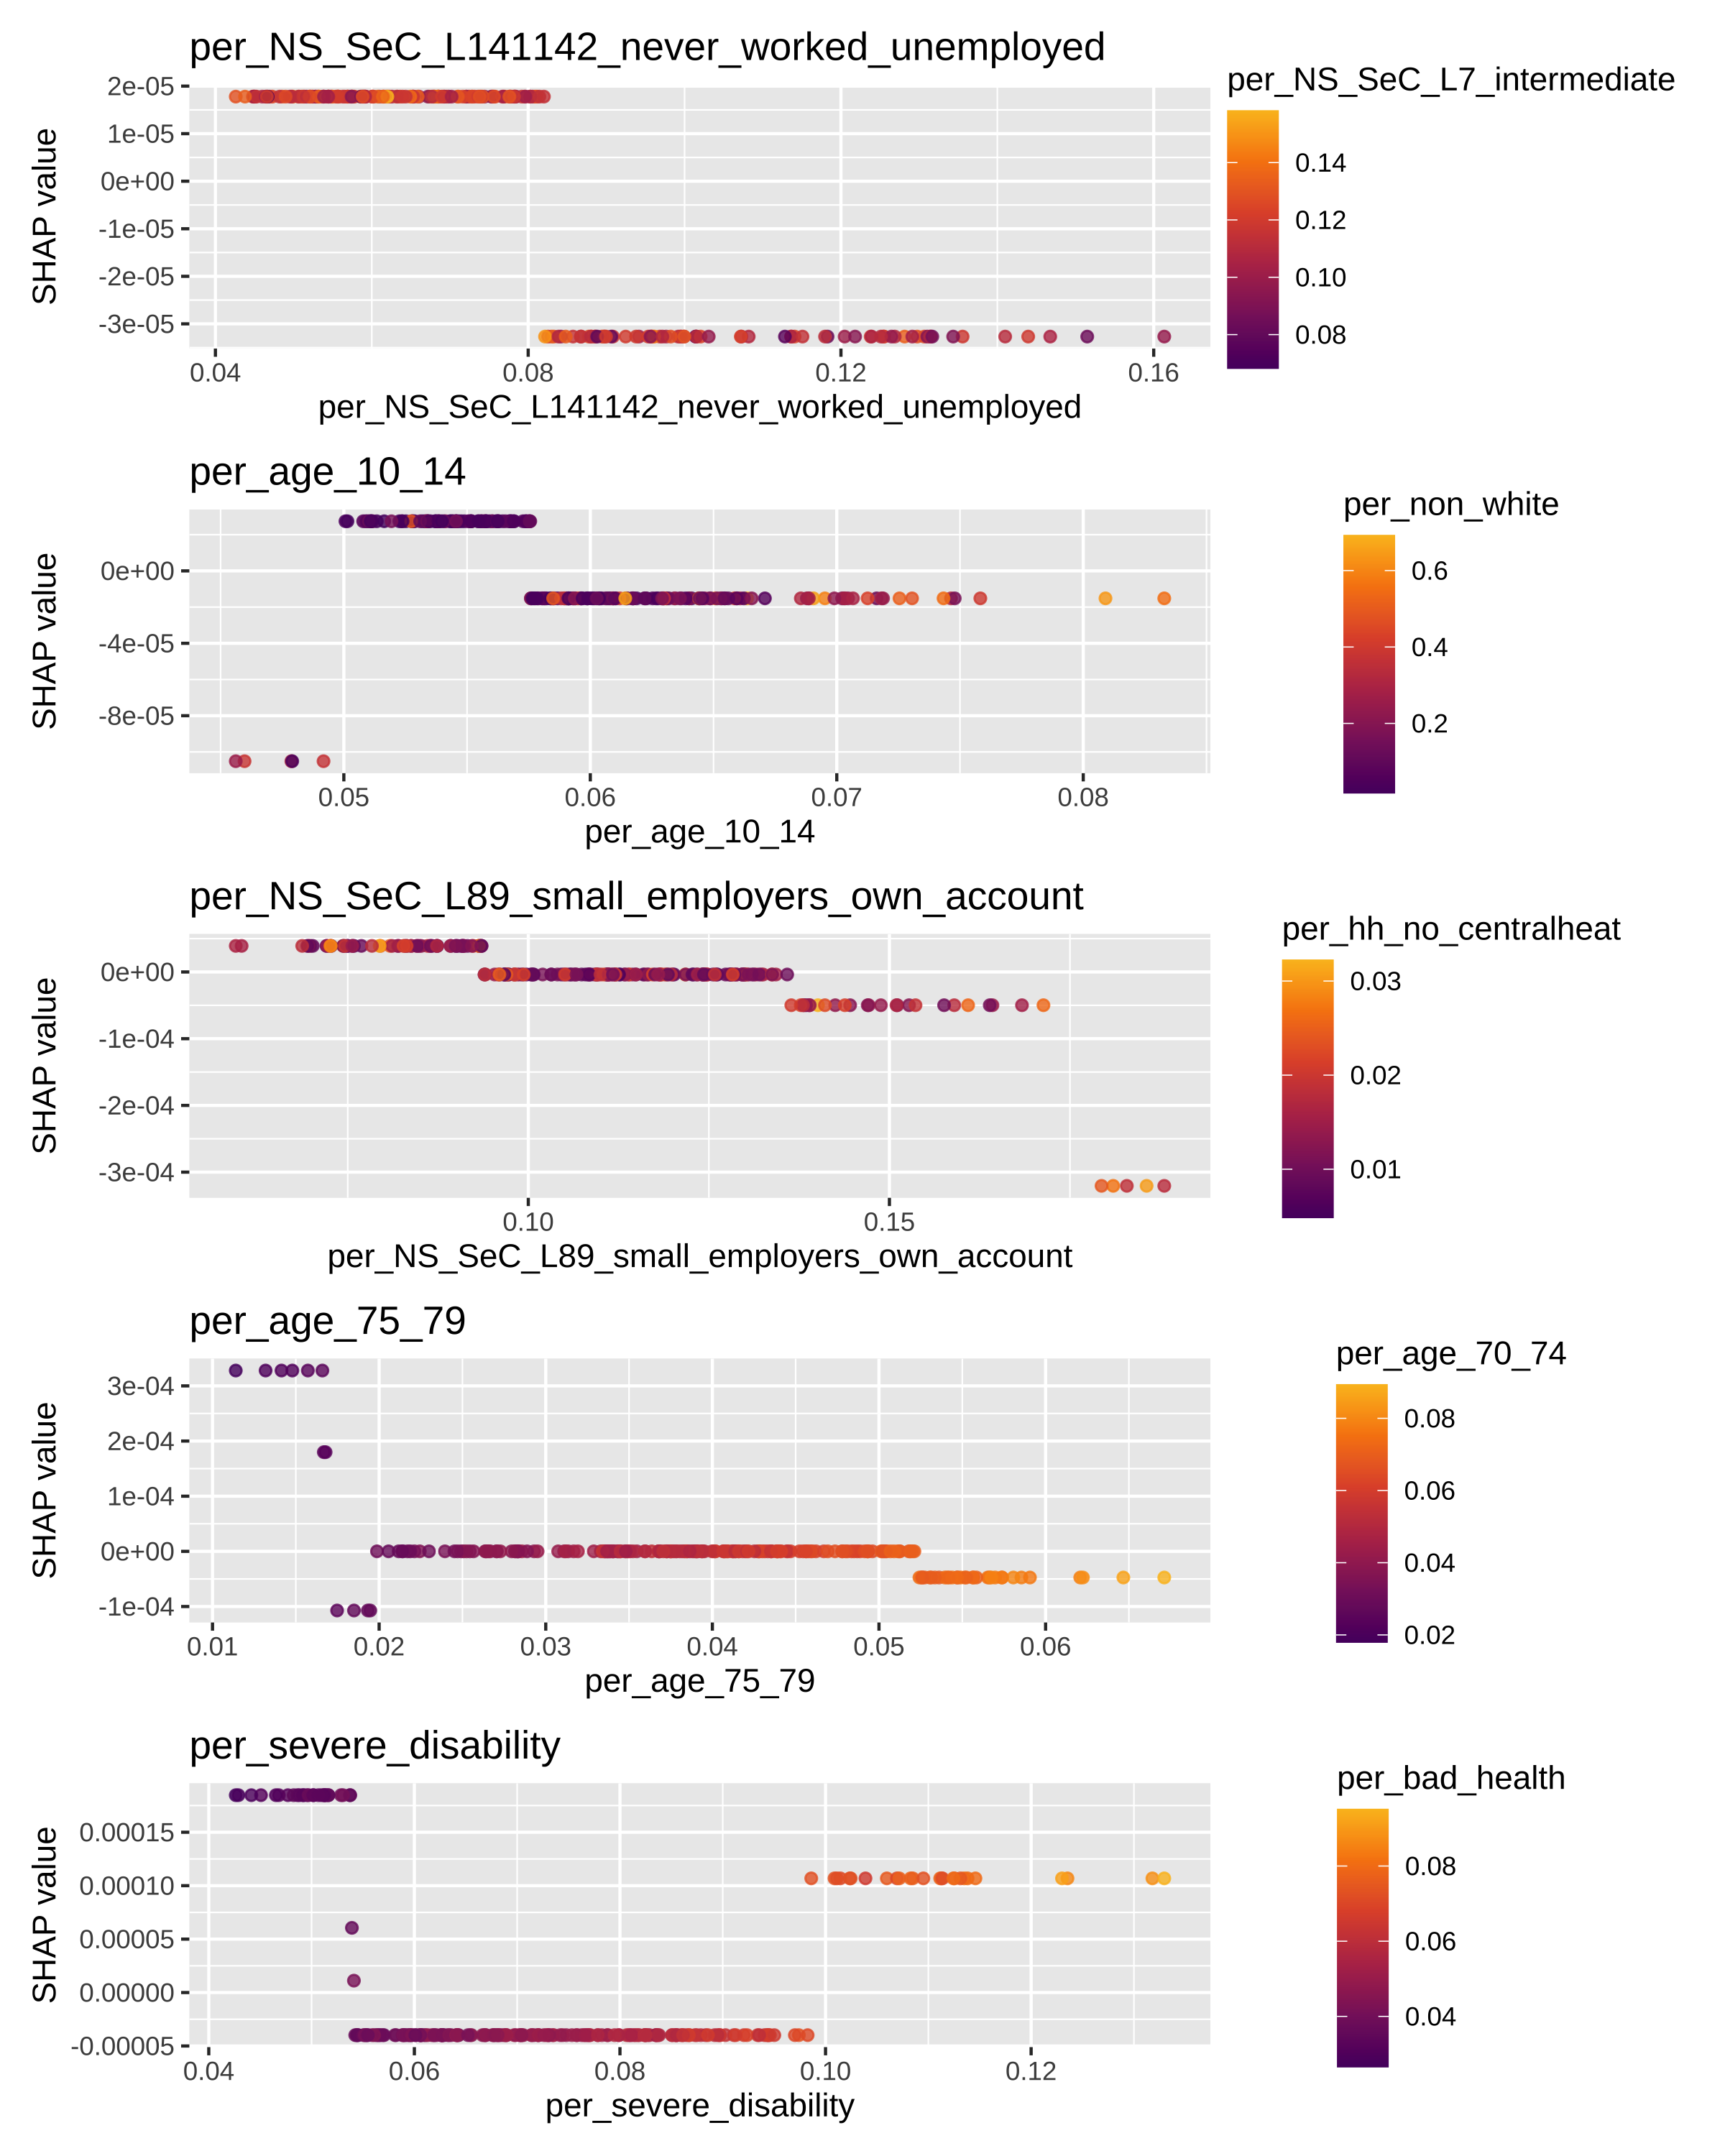 per_NS_SeC_L141142_never_worked_unemployed
per_NS_SeC_L7_intermediate
2e-05
1e-05
0e+00
-1e-05
-2e-05
-3e-05
SHAP value
0.14
0.12
0.10
0.08
0.04 0.08 0.12 0.16
per_NS_SeC_L141142_never_worked_unemployed
per_age_10_14
per_non_white
0e+00
-4e-05
-8e-05
SHAP value
0.6
0.4
0.2
0.05 0.06 0.07 0.08
per_age_10_14
per_NS_SeC_L89_small_employers_own_account
per_hh_no_centralheat
0e+00
-1e-04
-2e-04
-3e-04
SHAP value
0.03
0.02
0.01
0.10 0.15
per_NS_SeC_L89_small_employers_own_account
per_age_75_79
per_age_70_74
3e-04
2e-04
1e-04
0e+00
-1e-04
SHAP value
0.08
0.06
0.04
0.02
0.01 0.02 0.03 0.04 0.05 0.06
per_age_75_79
per_severe_disability
per_bad_health
0.00015
0.00010
0.00005
0.00000
-0.00005
SHAP value
0.08
0.06
0.04
0.04 0.06 0.08 0.10 0.12
per_severe_disability